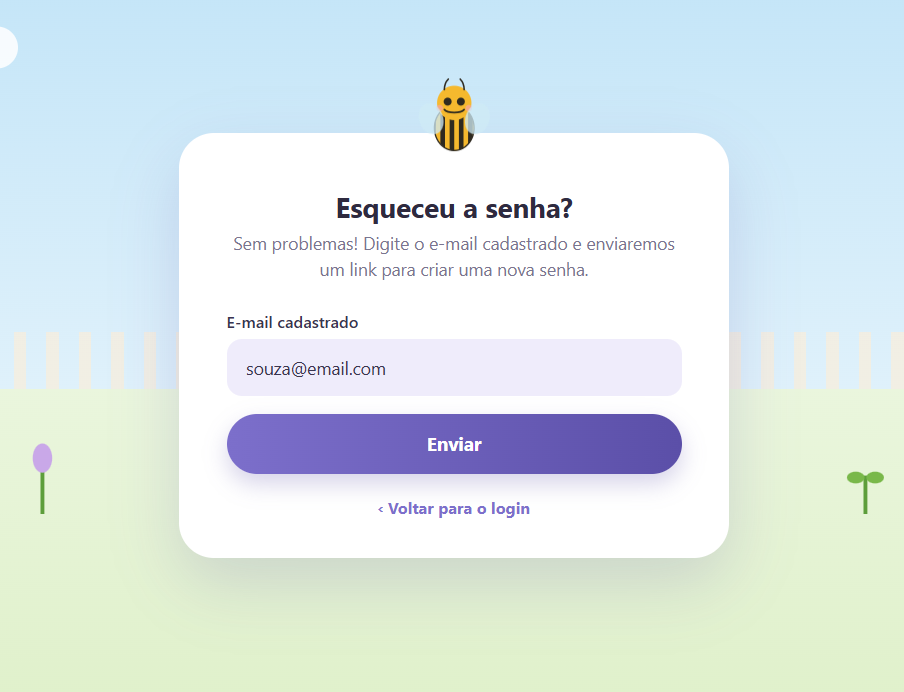 Esqueceu a senha?
Sem problemas! Digite o e-mail cadastrado e enviaremos
um link para criar uma nova senha.
E-mail cadastrado
souza@email.com
Enviar
‹ Voltar para o login